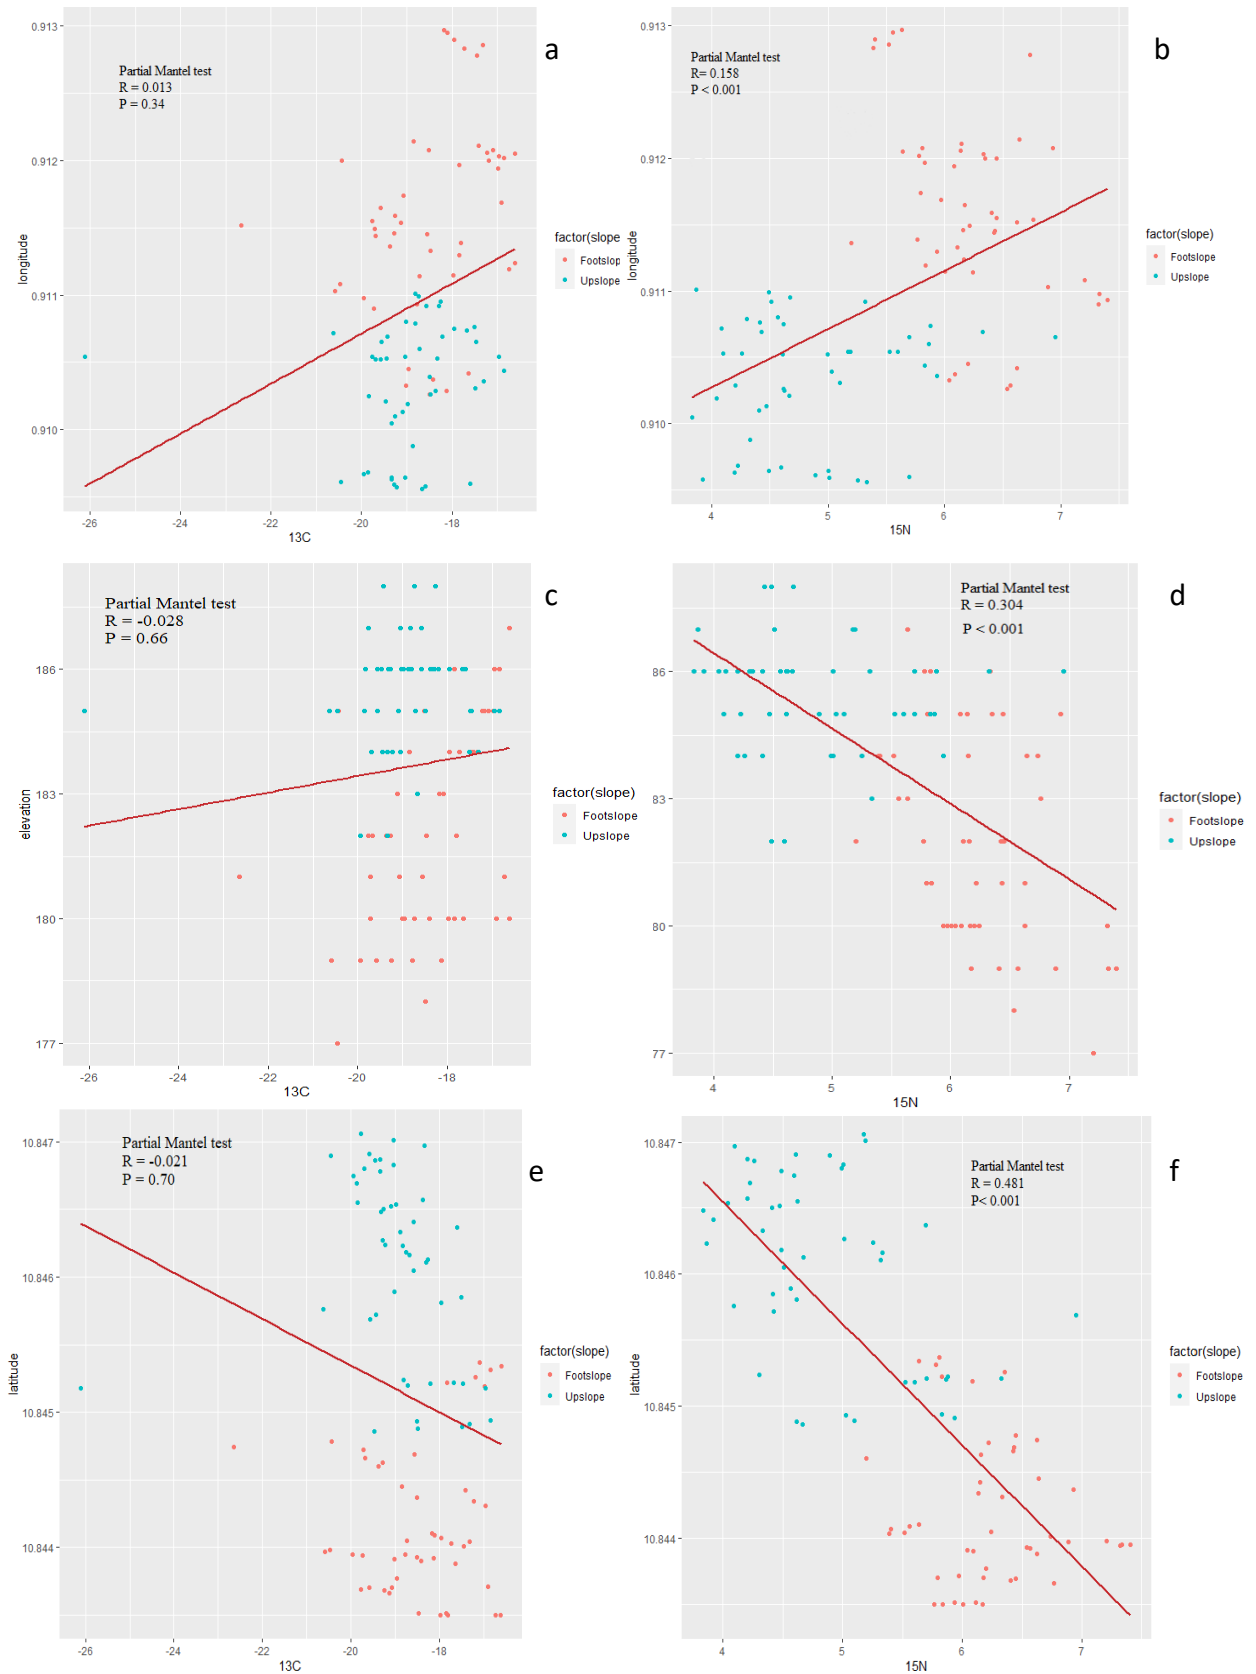 a
Partial Mantel test
R = 0.013
P = 0.34
0.913
0.912
0.911
0.910
longitude
-26
-24
-22
-20
-18
13C
factor(slope
Footslop
Upslope
b
Partial Mantel test
R= 0.158
P < 0.001
0.913
0.912
0.911
0.910
longitude
4
5
6
7
15N
factor(slope)
Footslope
Upslope
c
Partial Mantel test
R = -0.028
P = 0.66
186
183
180
177
elevation
-26
-24
-22
-20
-18
13C
factor(slope)
Footslope
Upslope
d
Partial Mantel test
R = 0.304
P < 0.001
86
83
80
77
4
5
6
7
15N
factor(slope)
Footslope
Upslope
e
Partial Mantel test
R = -0.021
P = 0.70
10.847
10.846
10.845
10.844
latitude
-26
-24
-22
-20
-18
13C
factor(slope)
Footslope
Upslope
f
Partial Mantel test
R = 0.481
P< 0.001
10.847
10.846
10.845
10.844
latitude
4
5
6
7
15N
factor(slope)
Footslope
Upslope